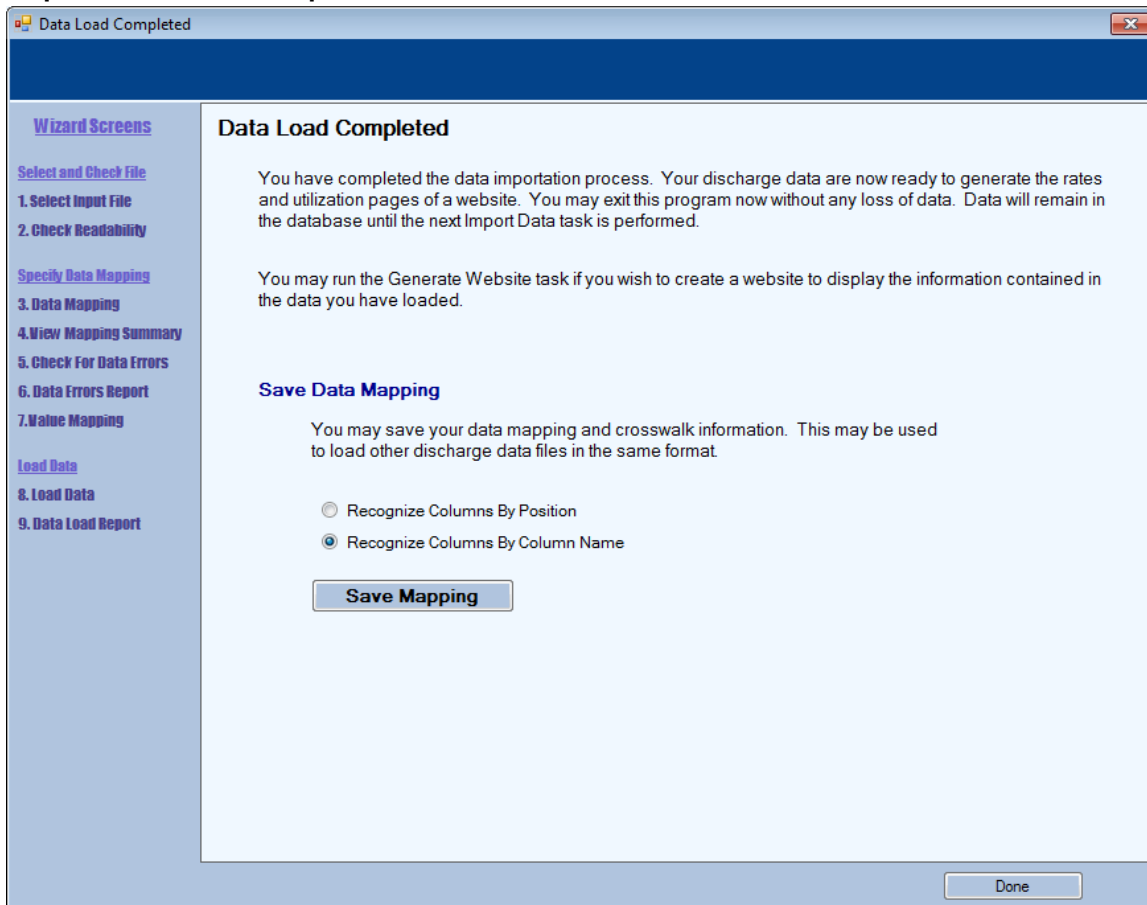 Data Load Completed
Wizard Screens
Select and Check File
1. Select Input File
2. Check Readability
Specify Data Mapping
3. Data Mapping
4.View Mapping Summary
5. Check For Data Errors
6. Data Errors Report
7.Value Mapping
Load Data
8. Load Data
9. Data Load Report
Data Load Completed
You have completed the data importation process. Your discharge data are now ready to generate the rates
and utilization pages of a website. You may exit this program now without any loss of data. Data will remain in
the database until the next Import Data task is performed.
You may run the Generate Website task if you wish to create a website to display the information contained in
the data you have loaded.
Save Data Mapping
You may save your data mapping and crosswalk information. This may be used
to load other discharge data files in the same format.
Recognize Columns By Position
Recognize Columns By Column Name
Save Mapping
Done